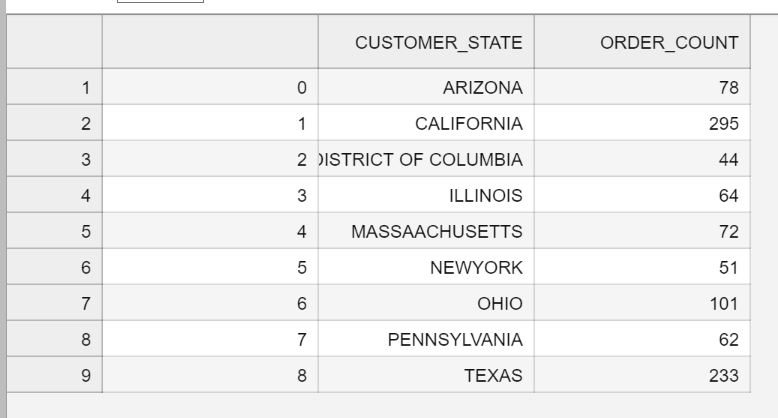 CUSTOMER_STATE ORDER_COUNT
1 0 ARIZONA 78
2 1 CALIFORNIA 295
3 2 ISTRICT OF COLUMBIA 44
4 3 ILLINOIS 64
5 4 MASSAACHUSETTS 72
6 5 NEWYORK 51
7 6 OHIO 101
8 7 PENNSYLVANIA 62
9 8 TEXAS 233